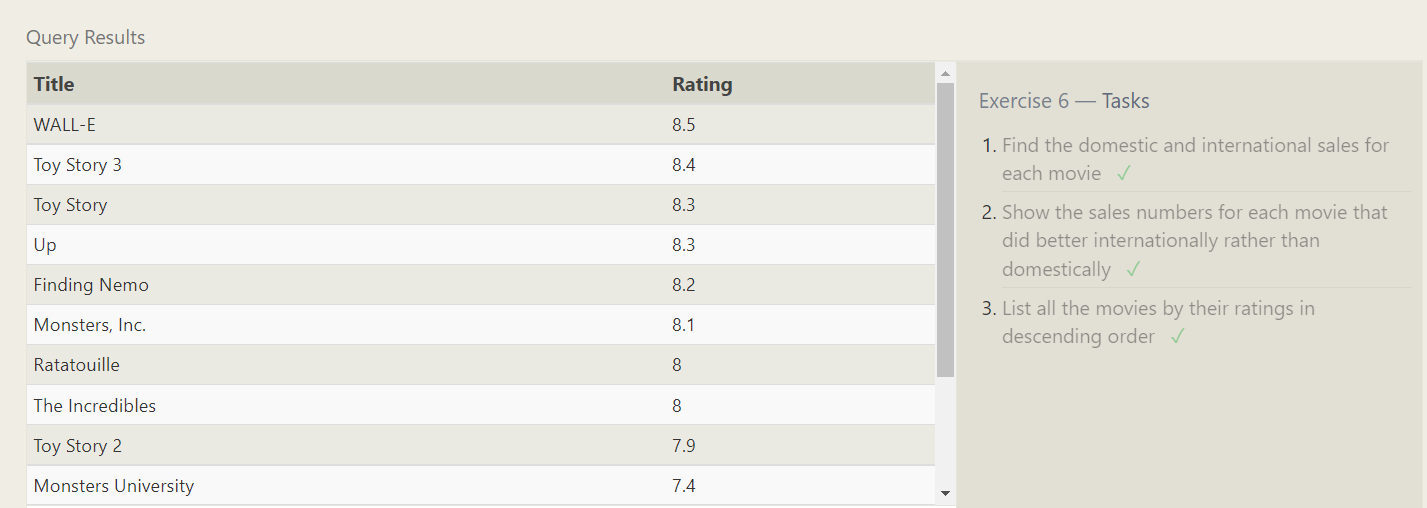 Query Results
Title Rating
WALL-E 8.5
Toy Story 3 8.4
Toy Story 8.3
Up 8.3
Finding Nemo 8.2
Monsters, Inc. 8.1
Ratatouille 8
The Incredibles 8
Toy Story 2 7.9
Monsters University 7.4
Exercise 6 — Tasks
1. Find the domestic and international sales for
each movie ✓
2. Show the sales numbers for each movie that
did better internationally rather than
domestically ✓
3. List all the movies by their ratings in
descending order ✓